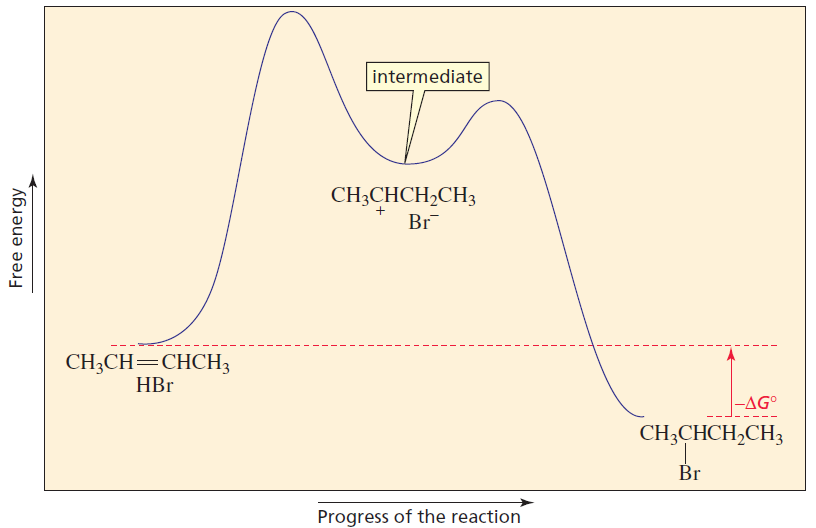 intermediate
CH₃CHCH₂CH₃
+
Br⁻
Free energy
CH₃CH=CHCH₃
HBr
−ΔG°
CH₃CHCH₂CH₃
Br
Progress of the reaction